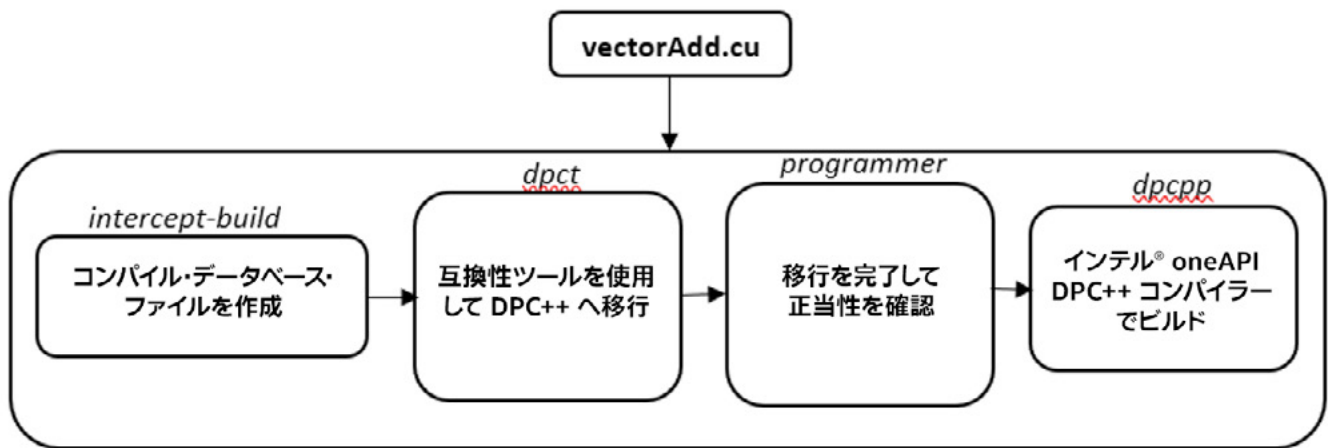 vectorAdd.cu
intercept-build
コンパイル・データベース・
ファイルを作成
dpct
互換性ツールを使用
して DPC++ へ移行
programmer
移行を完了して
正当性を確認
dpcpp
インテル® oneAPI
DPC++ コンパイラー
でビルド